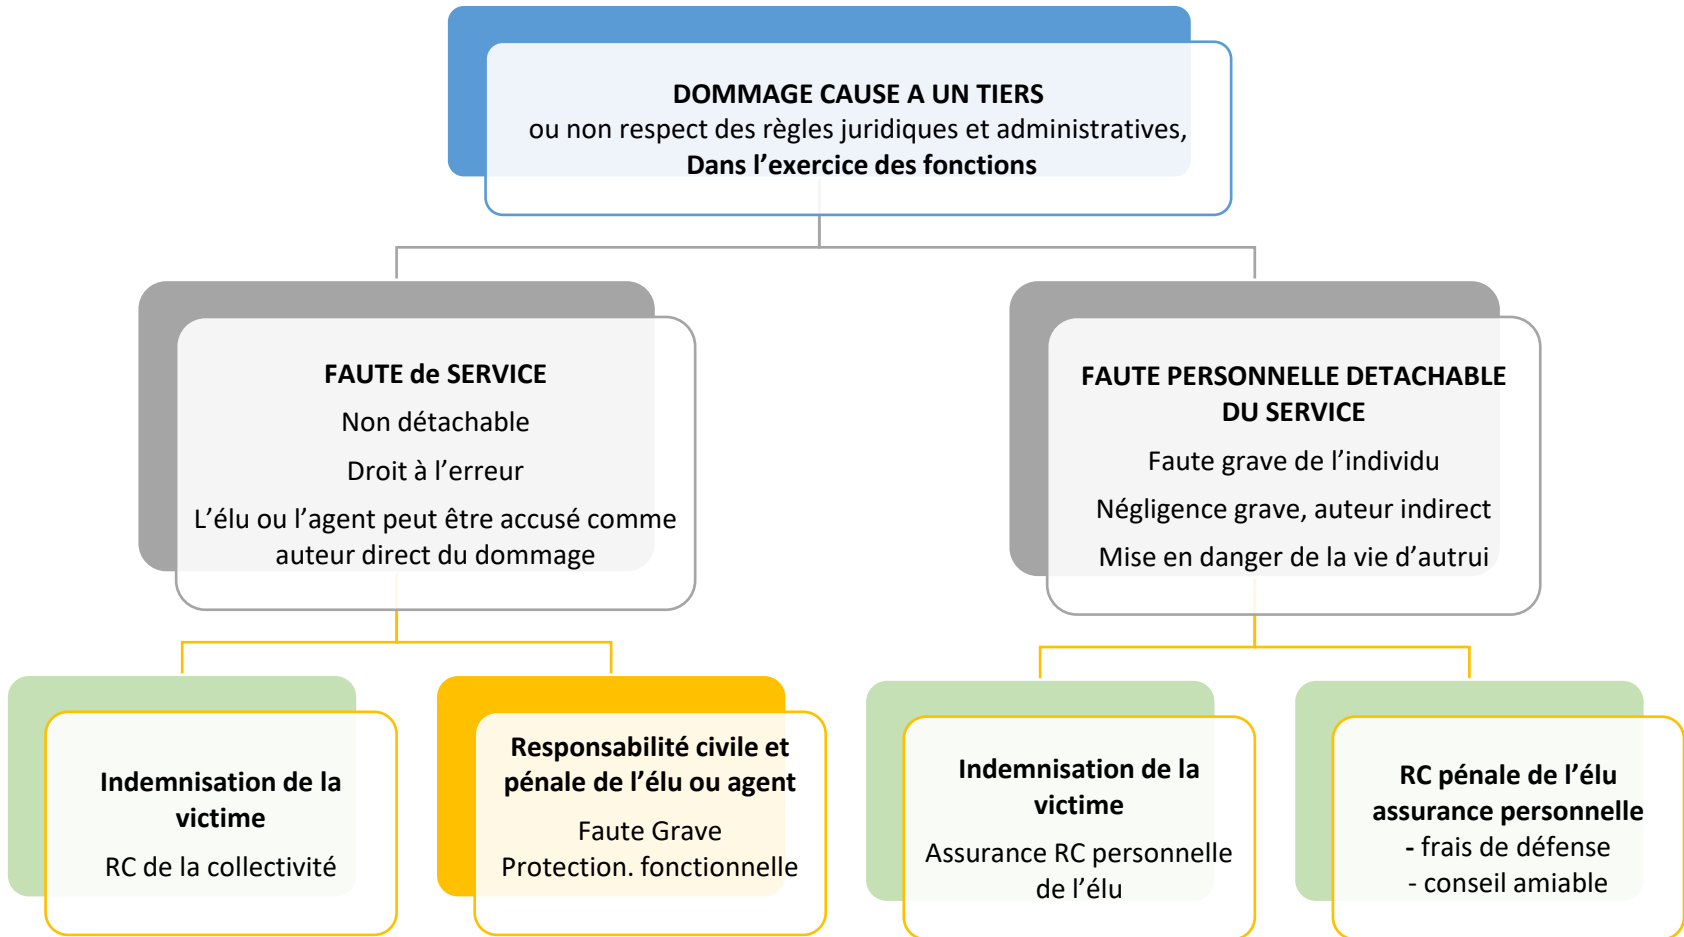 DOMMAGE CAUSE A UN TIERS
ou non respect des règles juridiques et administratives,
Dans l’exercice des fonctions
FAUTE de SERVICE
Non détachable
Droit à l’erreur
L’élu ou l’agent peut être accusé comme
auteur direct du dommage
FAUTE PERSONNELLE DETACHABLE
DU SERVICE
Faute grave de l’individu
Négligence grave, auteur indirect
Mise en danger de la vie d’autrui
Indemnisation de la
victime
RC de la collectivité
Responsabilité civile et
pénale de l’élu ou agent
Faute Grave
Protection. fonctionnelle
Indemnisation de la
victime
Assurance RC personnelle
de l’élu
RC pénale de l’élu
assurance personnelle
- frais de défense
- conseil amiable